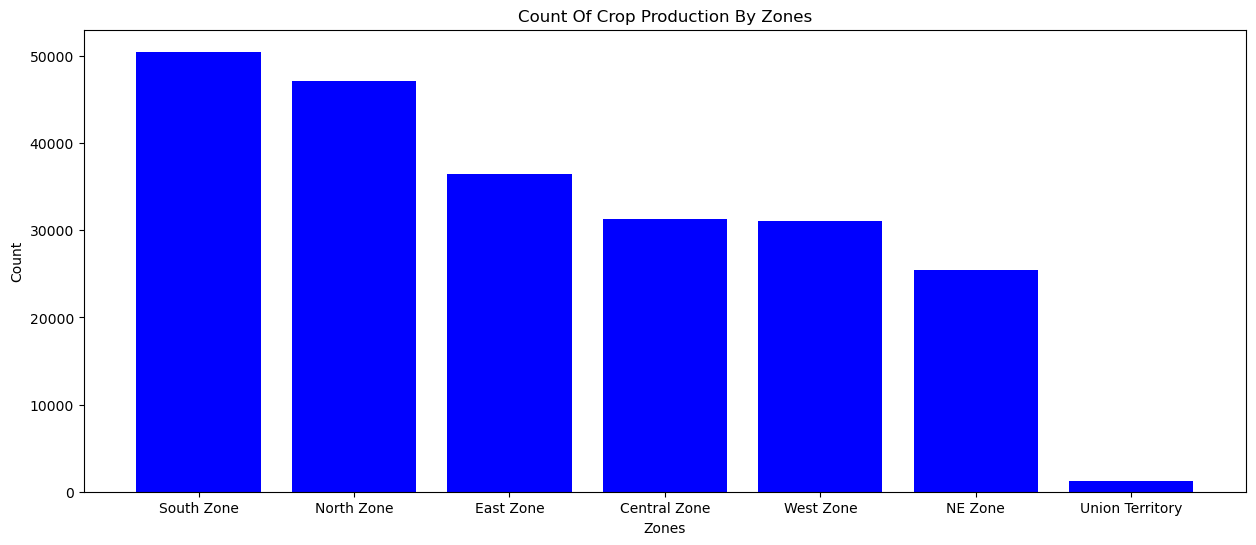 Count Of Crop Production By Zones
50000
40000
30000
20000
10000
0
Count
South Zone North Zone East Zone Central Zone West Zone NE Zone Union Territory
Zones